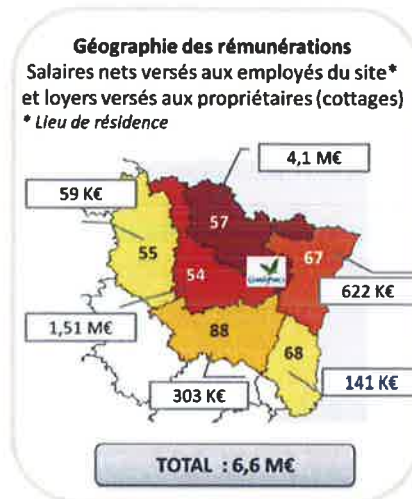 Géographie des rémunérations
Salaires nets versés aux employés du site*
et loyers versés aux propriétaires (cottages)
* Lieu de résidence
4,1 M€
59 K€
57
55
67
54
622 K€
1,51 M€
88
68
303 K€
141 K€
TOTAL : 6,6 M€